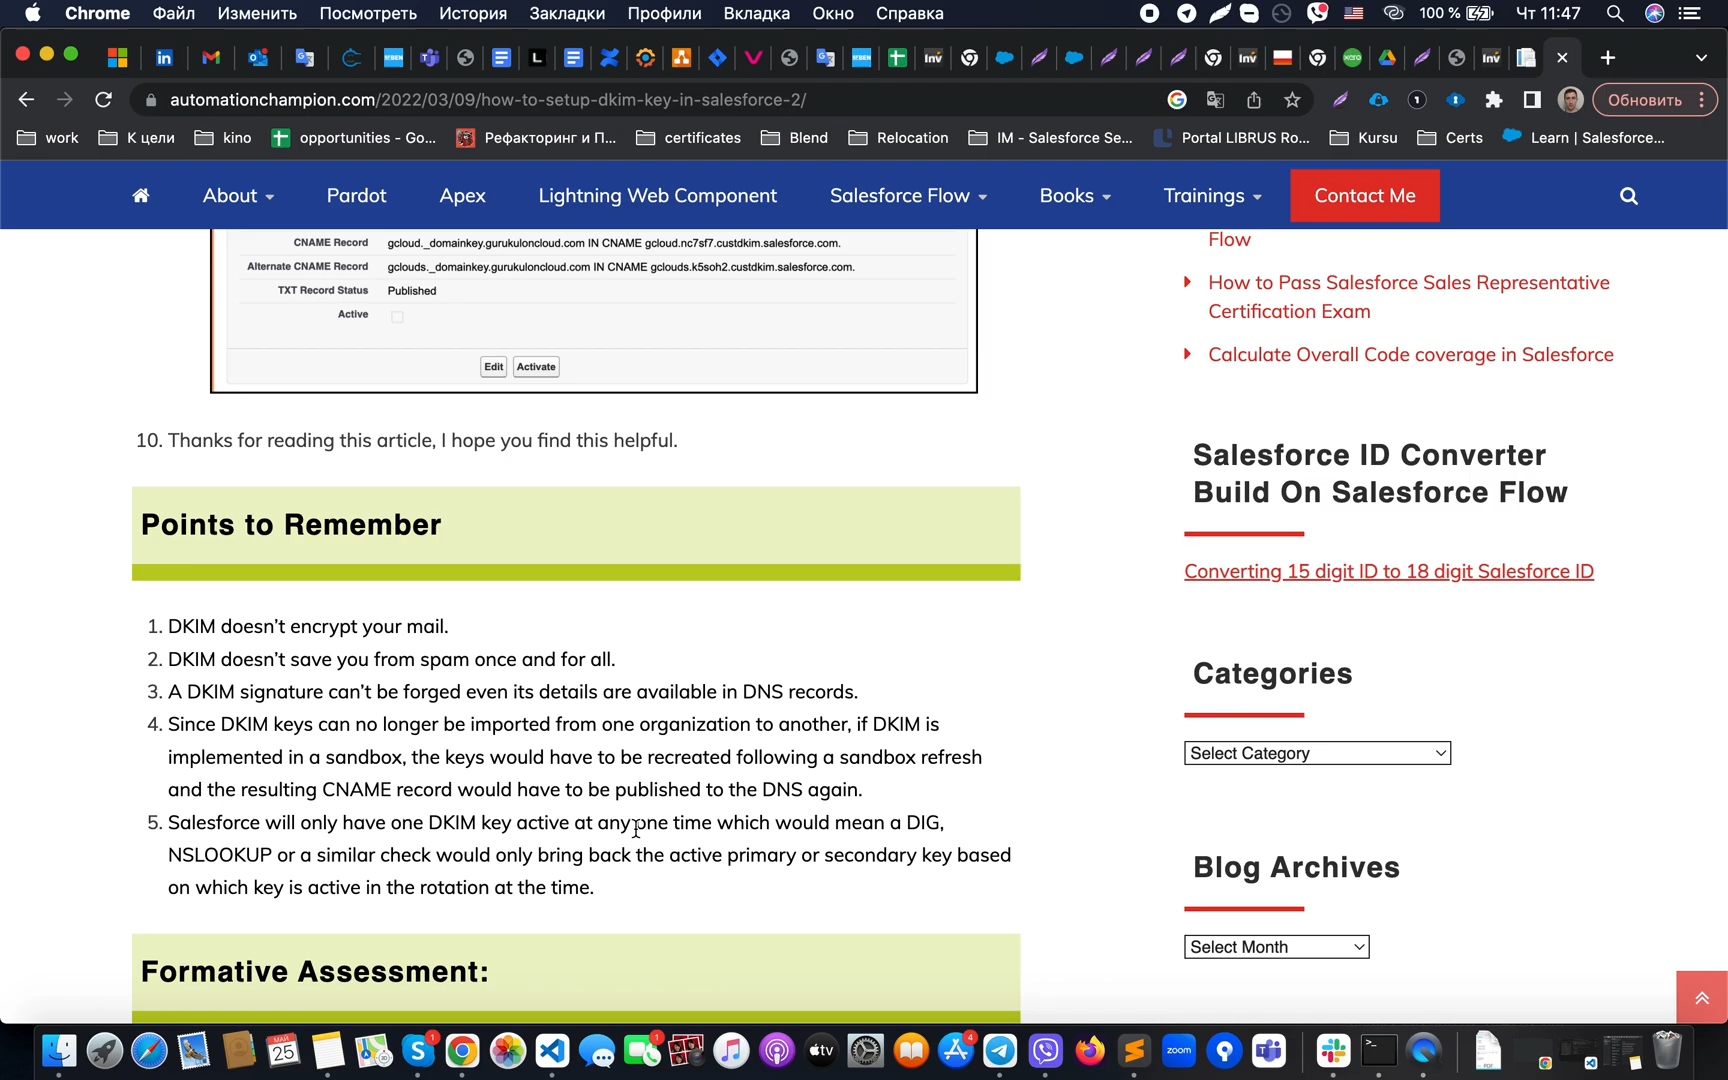 Chrome Файл Изменить Посмотреть История Закладки Профили Вкладка Окно Справка 100 % Чт 11:47
automationchampion.com/2022/03/09/how-to-setup-dkim-key-in-salesforce-2/ Обновить
work К цели kino opportunities - Go... Рефакторинг и П... certificates Blend Relocation IM - Salesforce Se... Portal LIBRUS Ro... Kursu Certs Learn | Salesforce...
About Pardot Apex Lightning Web Component Salesforce Flow Books Trainings Contact Me
CNAME Record gcloud._domainkey.gurukuloncloud.com IN CNAME gcloud.nc7sf7.custdkim.salesforce.com.
Alternate CNAME Record gclouds._domainkey.gurukuloncloud.com IN CNAME gclouds.k5soh2.custdkim.salesforce.com.
TXT Record Status Published
Active
Edit Activate
10. Thanks for reading this article, I hope you find this helpful.
Points to Remember
1. DKIM doesn’t encrypt your mail.
2. DKIM doesn’t save you from spam once and for all.
3. A DKIM signature can’t be forged even its details are available in DNS records.
4. Since DKIM keys can no longer be imported from one organization to another, if DKIM is
implemented in a sandbox, the keys would have to be recreated following a sandbox refresh
and the resulting CNAME record would have to be published to the DNS again.
5. Salesforce will only have one DKIM key active at any one time which would mean a DIG,
NSLOOKUP or a similar check would only bring back the active primary or secondary key based
on which key is active in the rotation at the time.
Formative Assessment:
Flow
How to Pass Salesforce Sales Representative
Certification Exam
Calculate Overall Code coverage in Salesforce
Salesforce ID Converter
Build On Salesforce Flow
Converting 15 digit ID to 18 digit Salesforce ID
Categories
Select Category
Blog Archives
Select Month